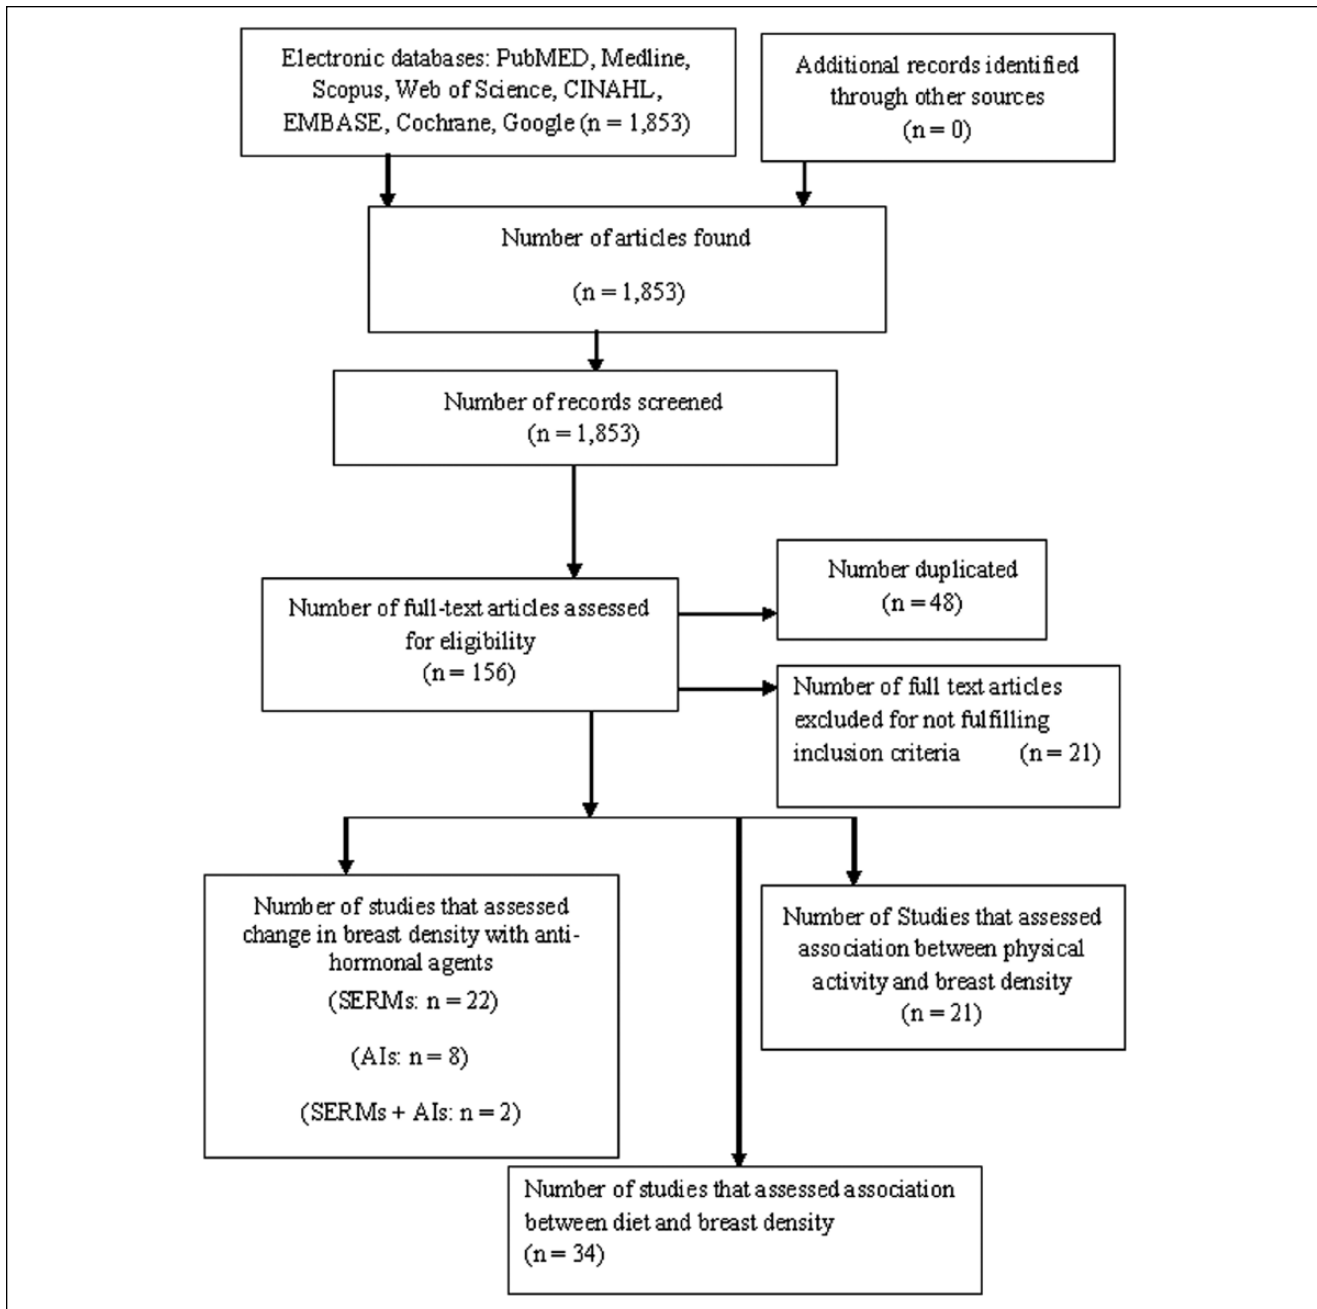 Electronic databases: PubMED, Medline,
Scopus, Web of Science, CINAHL,
EMBASE, Cochrane, Google (n = 1,853)
Additional records identified
through other sources
(n = 0)
Number of articles found
(n = 1,853)
Number of records screened
(n = 1,853)
Number of full-text articles assessed
for eligibility
(n = 156)
Number duplicated
(n = 48)
Number of full text articles
excluded for not fulfilling
inclusion criteria (n = 21)
Number of studies that assessed
change in breast density with anti-
hormonal agents
(SERMs: n = 22)
(AIs: n = 8)
(SERMs + AIs: n = 2)
Number of Studies that assessed
association between physical
activity and breast density
(n = 21)
Number of studies that assessed association
between diet and breast density
(n = 34)